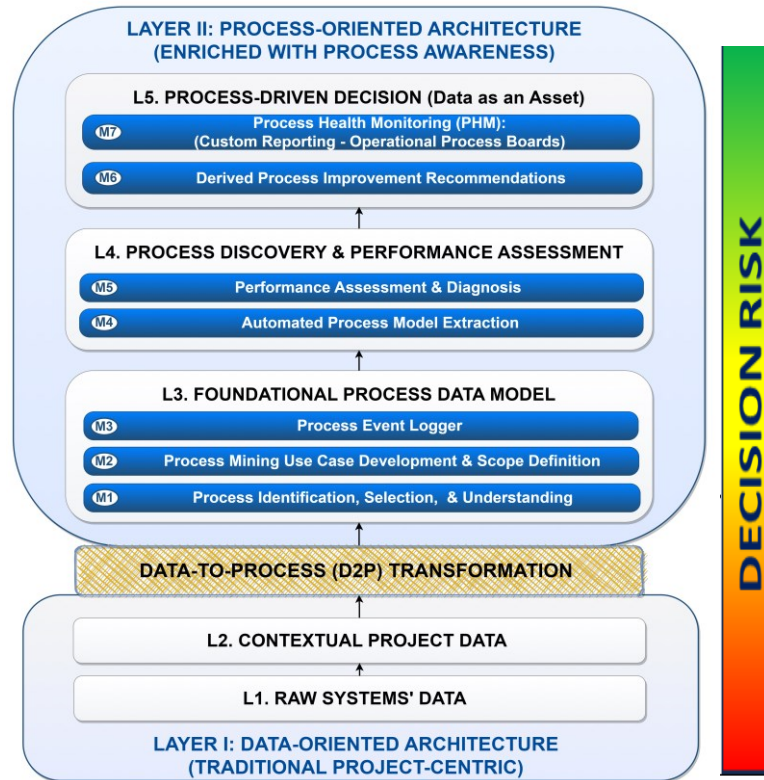 LAYER II: PROCESS-ORIENTED ARCHITECTURE
(ENRICHED WITH PROCESS AWARENESS)
L5. PROCESS-DRIVEN DECISION (Data as an Asset)
M7 Process Health Monitoring (PHM):
(Custom Reporting - Operational Process Boards)
M6 Derived Process Improvement Recommendations
L4. PROCESS DISCOVERY & PERFORMANCE ASSESSMENT
M5 Performance Assessment & Diagnosis
M4 Automated Process Model Extraction
L3. FOUNDATIONAL PROCESS DATA MODEL
M3 Process Event Logger
M2 Process Mining Use Case Development & Scope Definition
M1 Process Identification, Selection, & Understanding
DATA-TO-PROCESS (D2P) TRANSFORMATION
L2. CONTEXTUAL PROJECT DATA
L1. RAW SYSTEMS' DATA
LAYER I: DATA-ORIENTED ARCHITECTURE
(TRADITIONAL PROJECT-CENTRIC)
DECISION RISK